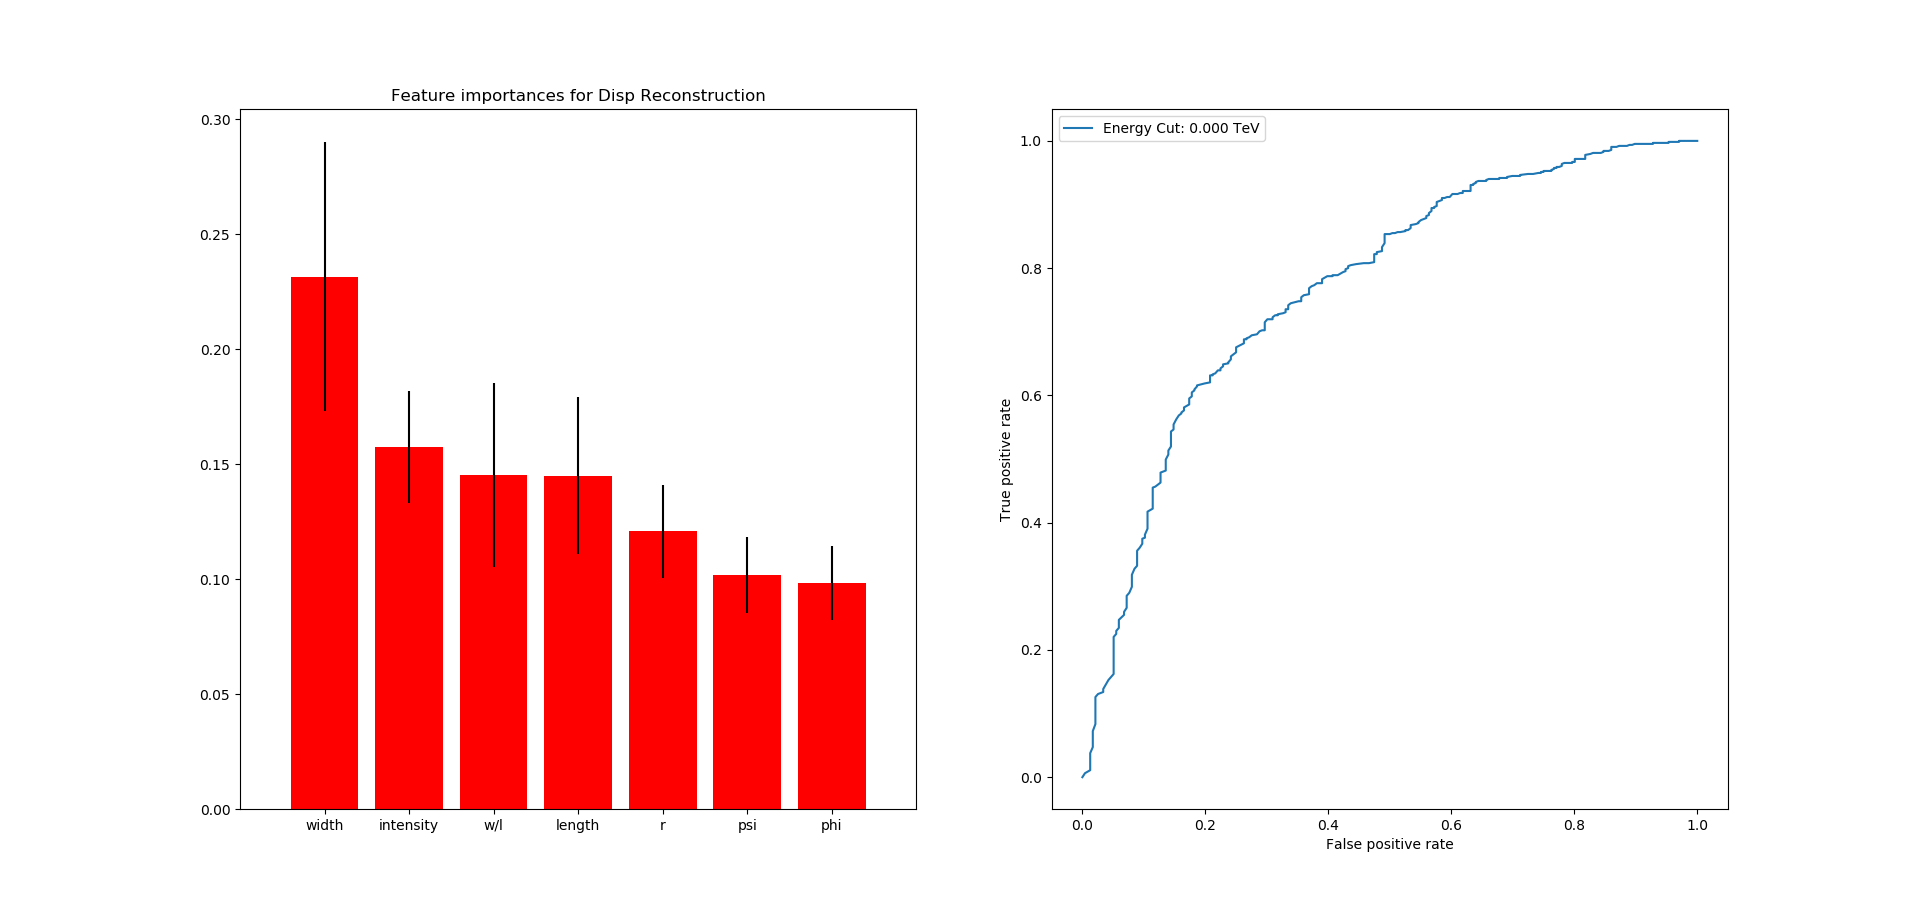 Feature importances for Disp Reconstruction
0.30
0.25
0.20
0.15
0.10
0.05
0.00
width intensity w/l length r psi phi
Energy Cut: 0.000 TeV
True positive rate
1.0
0.8
0.6
0.4
0.2
0.0
0.0 0.2 0.4 0.6 0.8 1.0
False positive rate